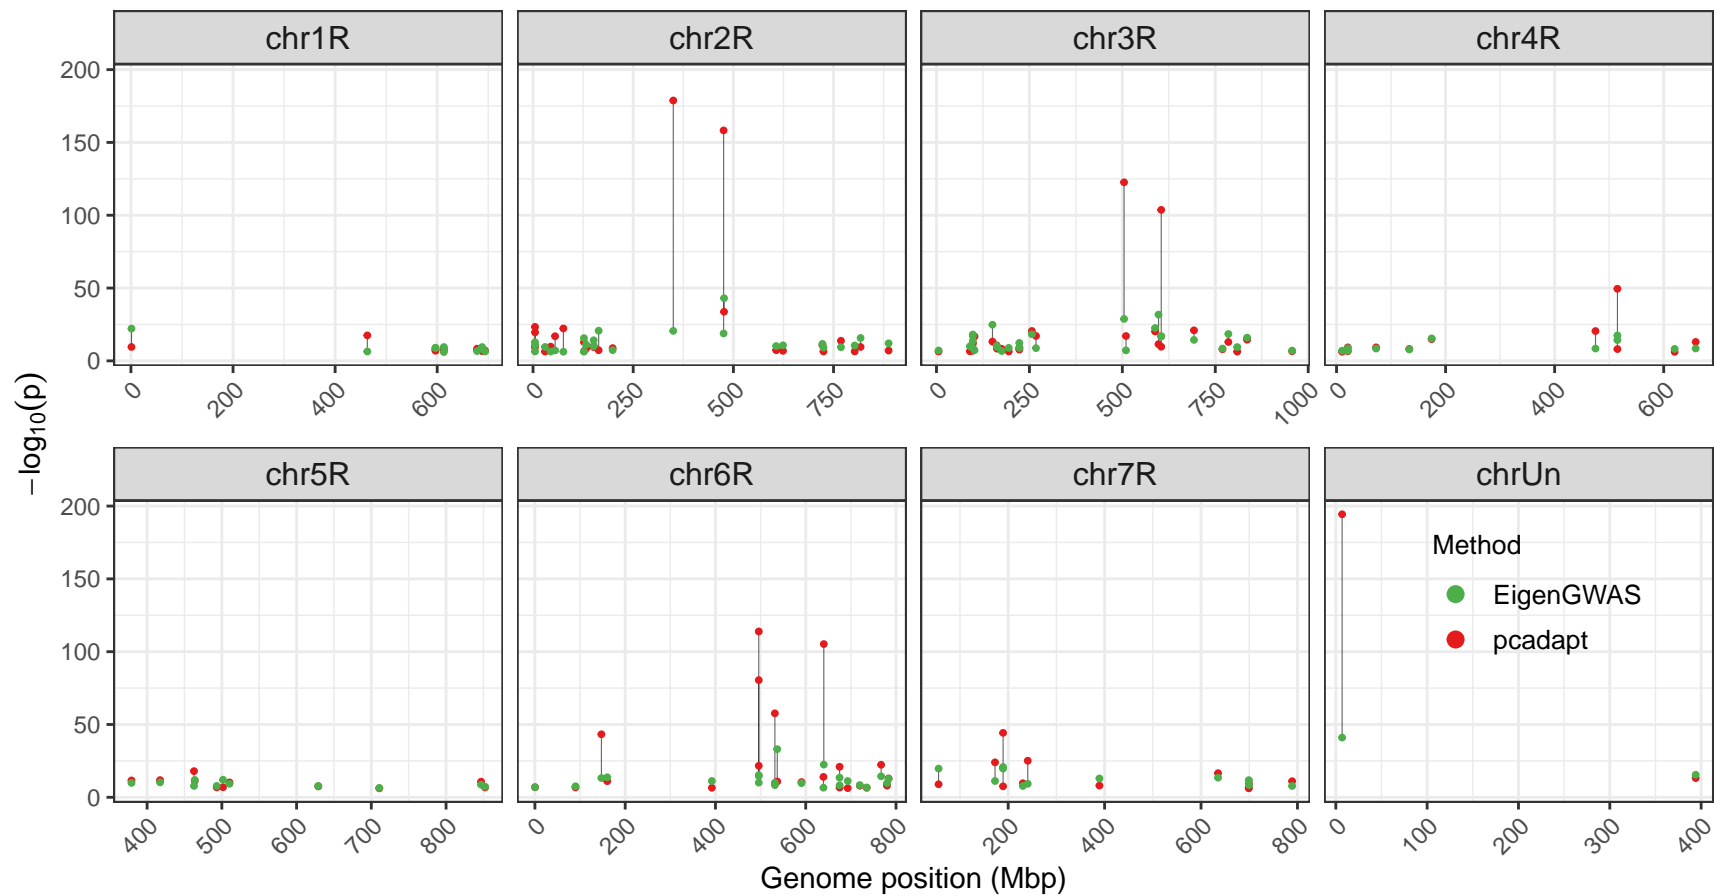 chr1R chr2R chr3R chr4R
200
150
100
50
0
0 200 400 600 0 250 500 750 0 250 500 750 1000 0 200 400 600
−log₁₀(p)
chr5R chr6R chr7R chrUn
200
150
100
50
0
Method
EigenGWAS
pcadapt
400 500 600 700 800 0 200 400 600 800 200 400 600 800 0 100 200 300 400
Genome position (Mbp)